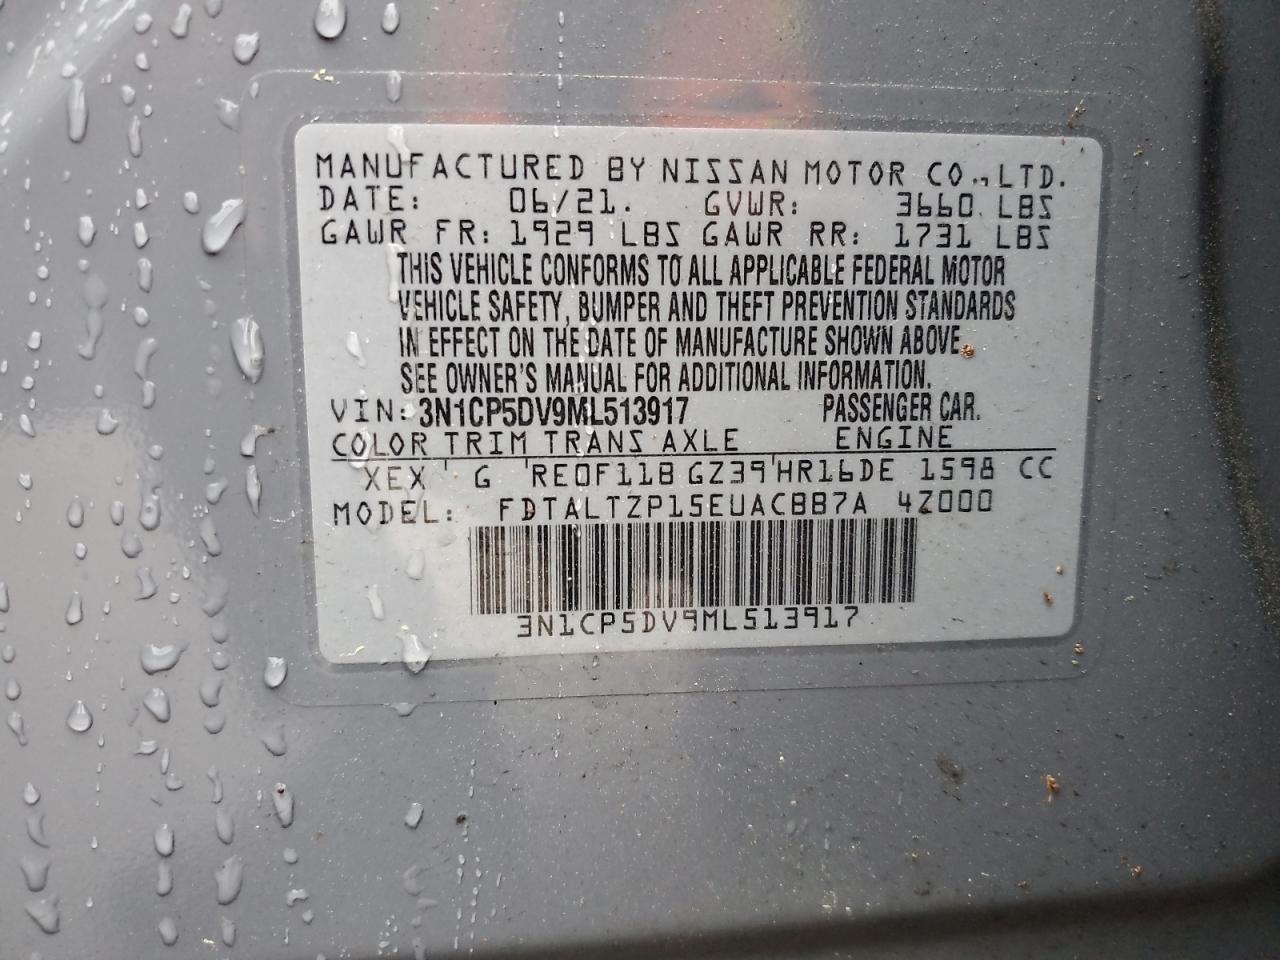 MANUFACTURED BY NISSAN MOTOR CO., LTD.
DATE: 06/21. GVWR: 3660 LBS
GAWR FR: 1929 LBS GAWR RR: 1731 LBS
THIS VEHICLE CONFORMS TO ALL APPLICABLE FEDERAL MOTOR
VEHICLE SAFETY, BUMPER AND THEFT PREVENTION STANDARDS
IN EFFECT ON THE DATE OF MANUFACTURE SHOWN ABOVE.
SEE OWNER'S MANUAL FOR ADDITIONAL INFORMATION.
VIN: 3N1CP5DV9ML513917 PASSENGER CAR.
COLOR TRIM TRANS AXLE ENGINE
XEX ' G ' RE0F11B GZ39 ' HR16DE 1598 CC
MODEL: FDTALTZP15EUACBB7A 4Z000
3N1CP5DV9ML513917